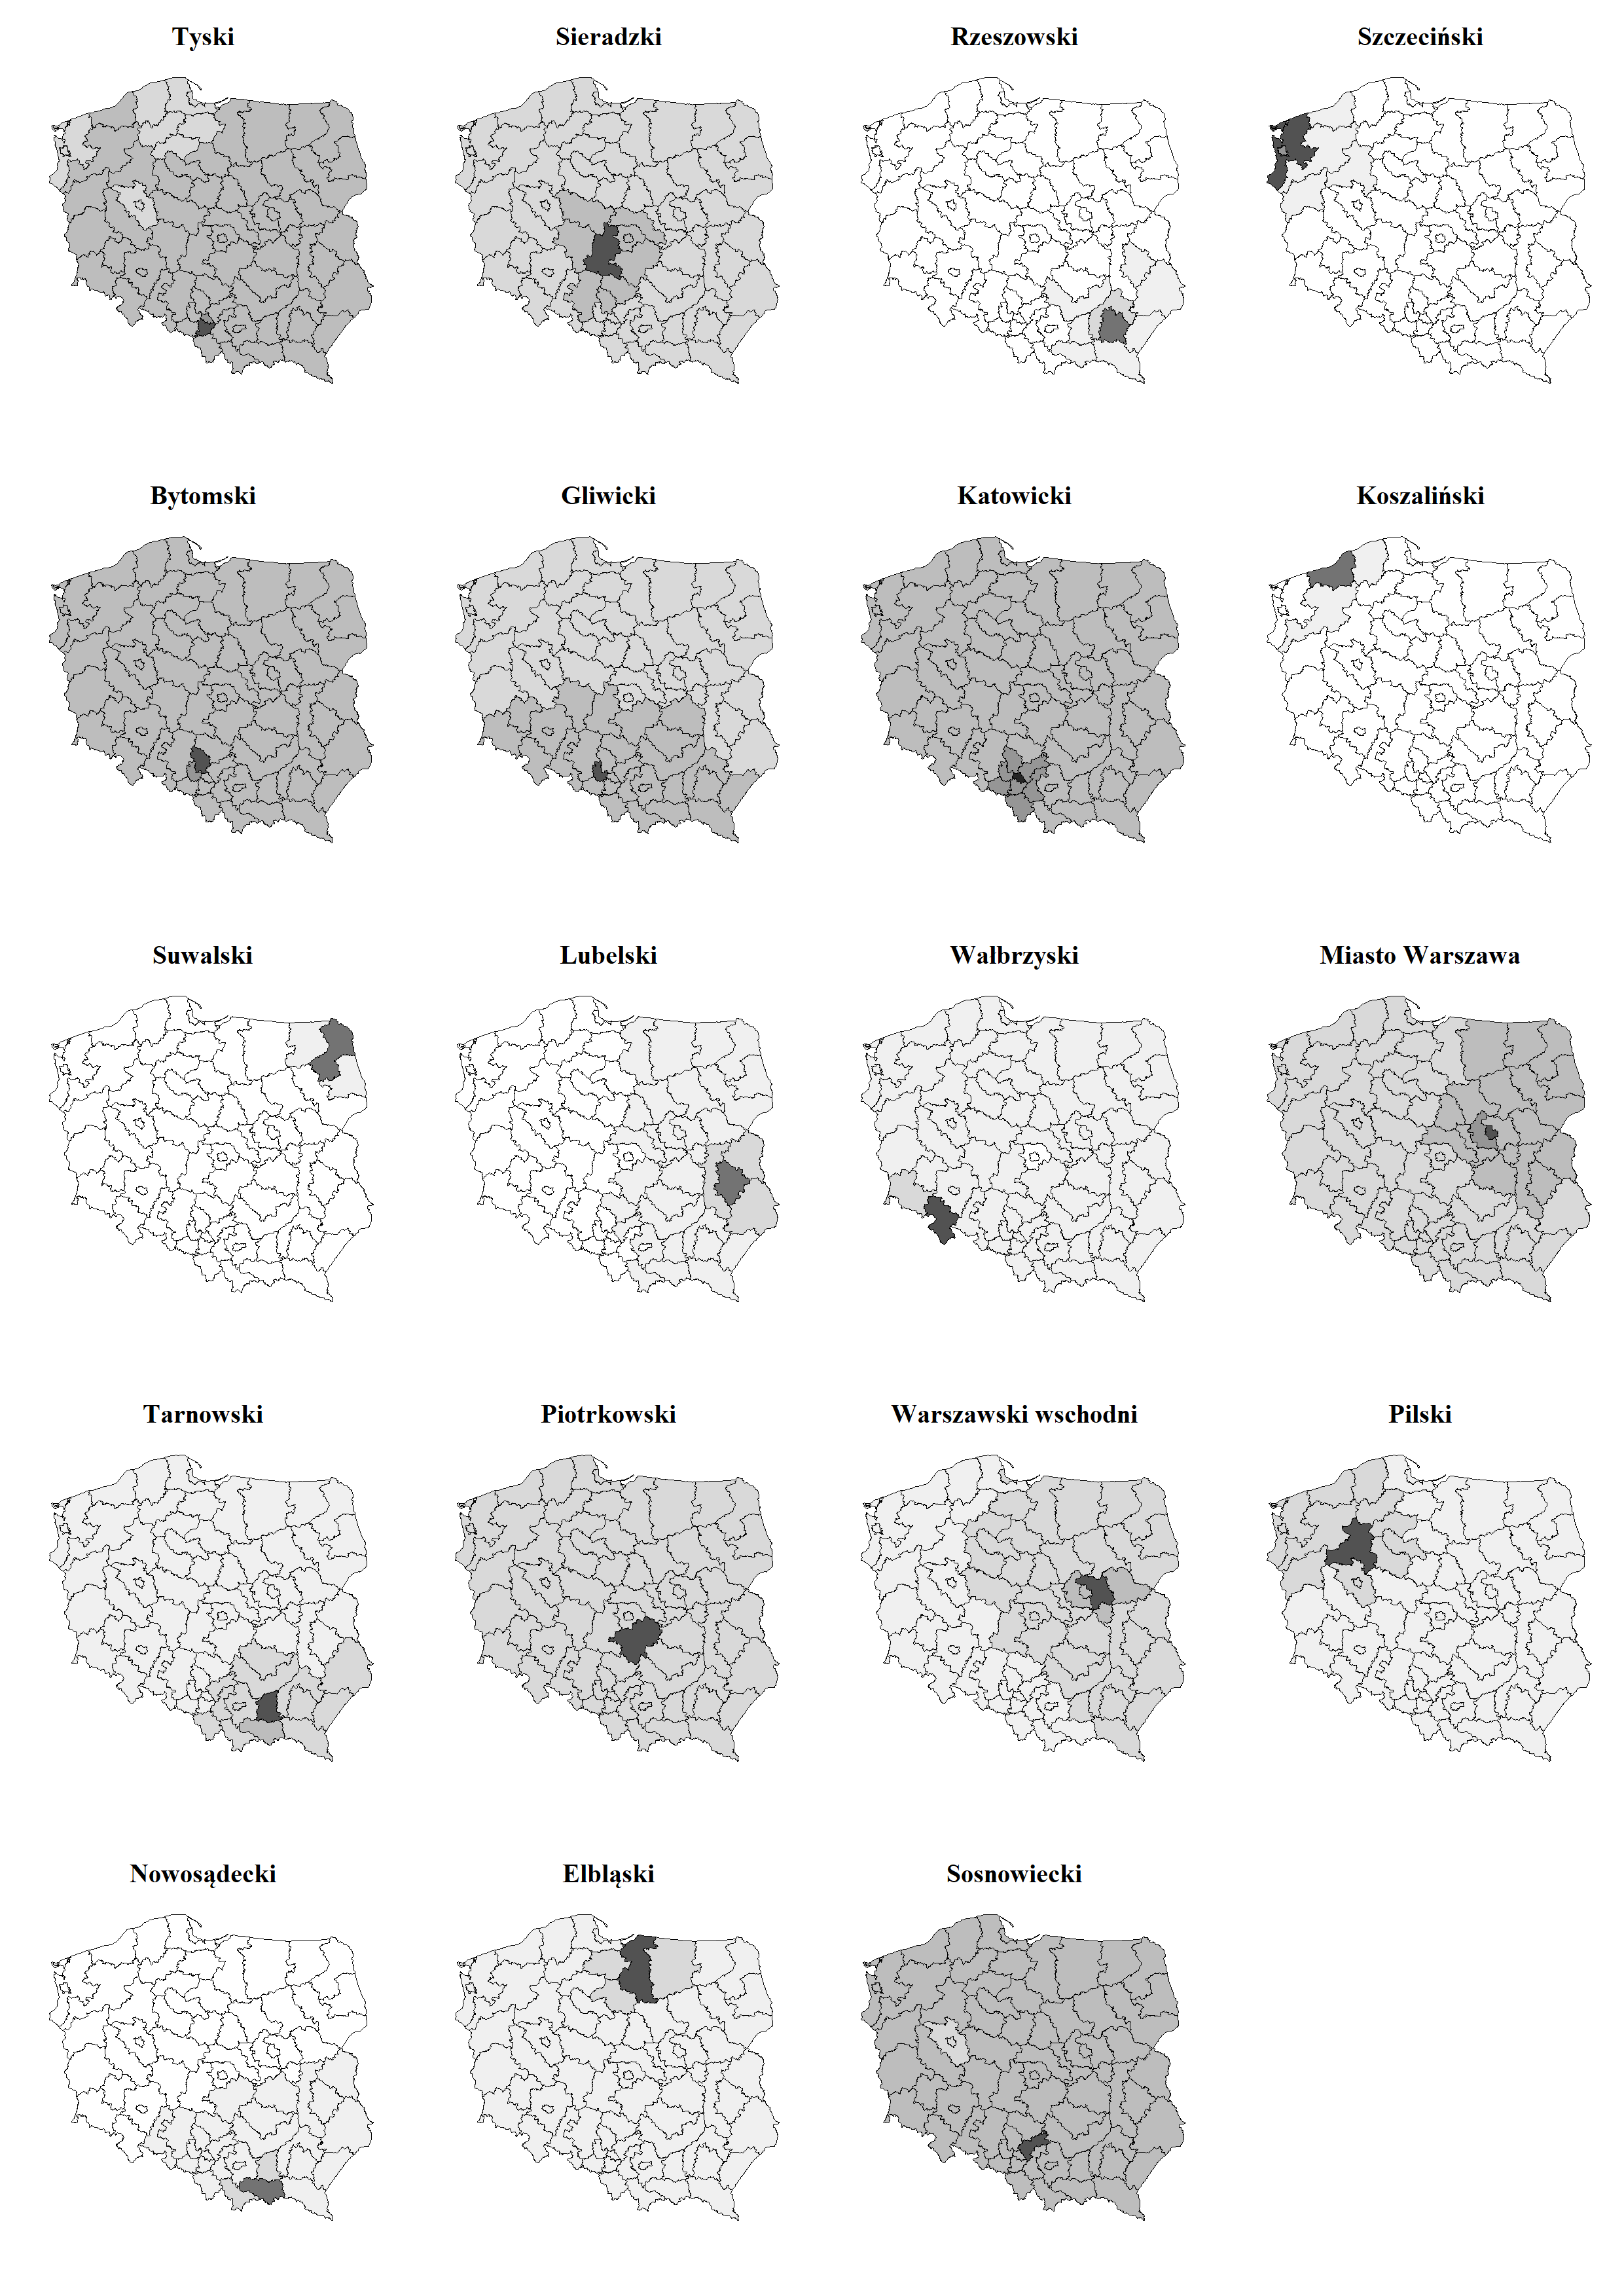 Tyski
Sieradzki
Rzeszowski
Szczeciński
Bytomski
Gliwicki
Katowicki
Koszaliński
Suwalski
Lubelski
Wałbrzyski
Miasto Warszawa
Tarnowski
Piotrkowski
Warszawski wschodni
Pilski
Nowosądecki
Elbląski
Sosnowiecki